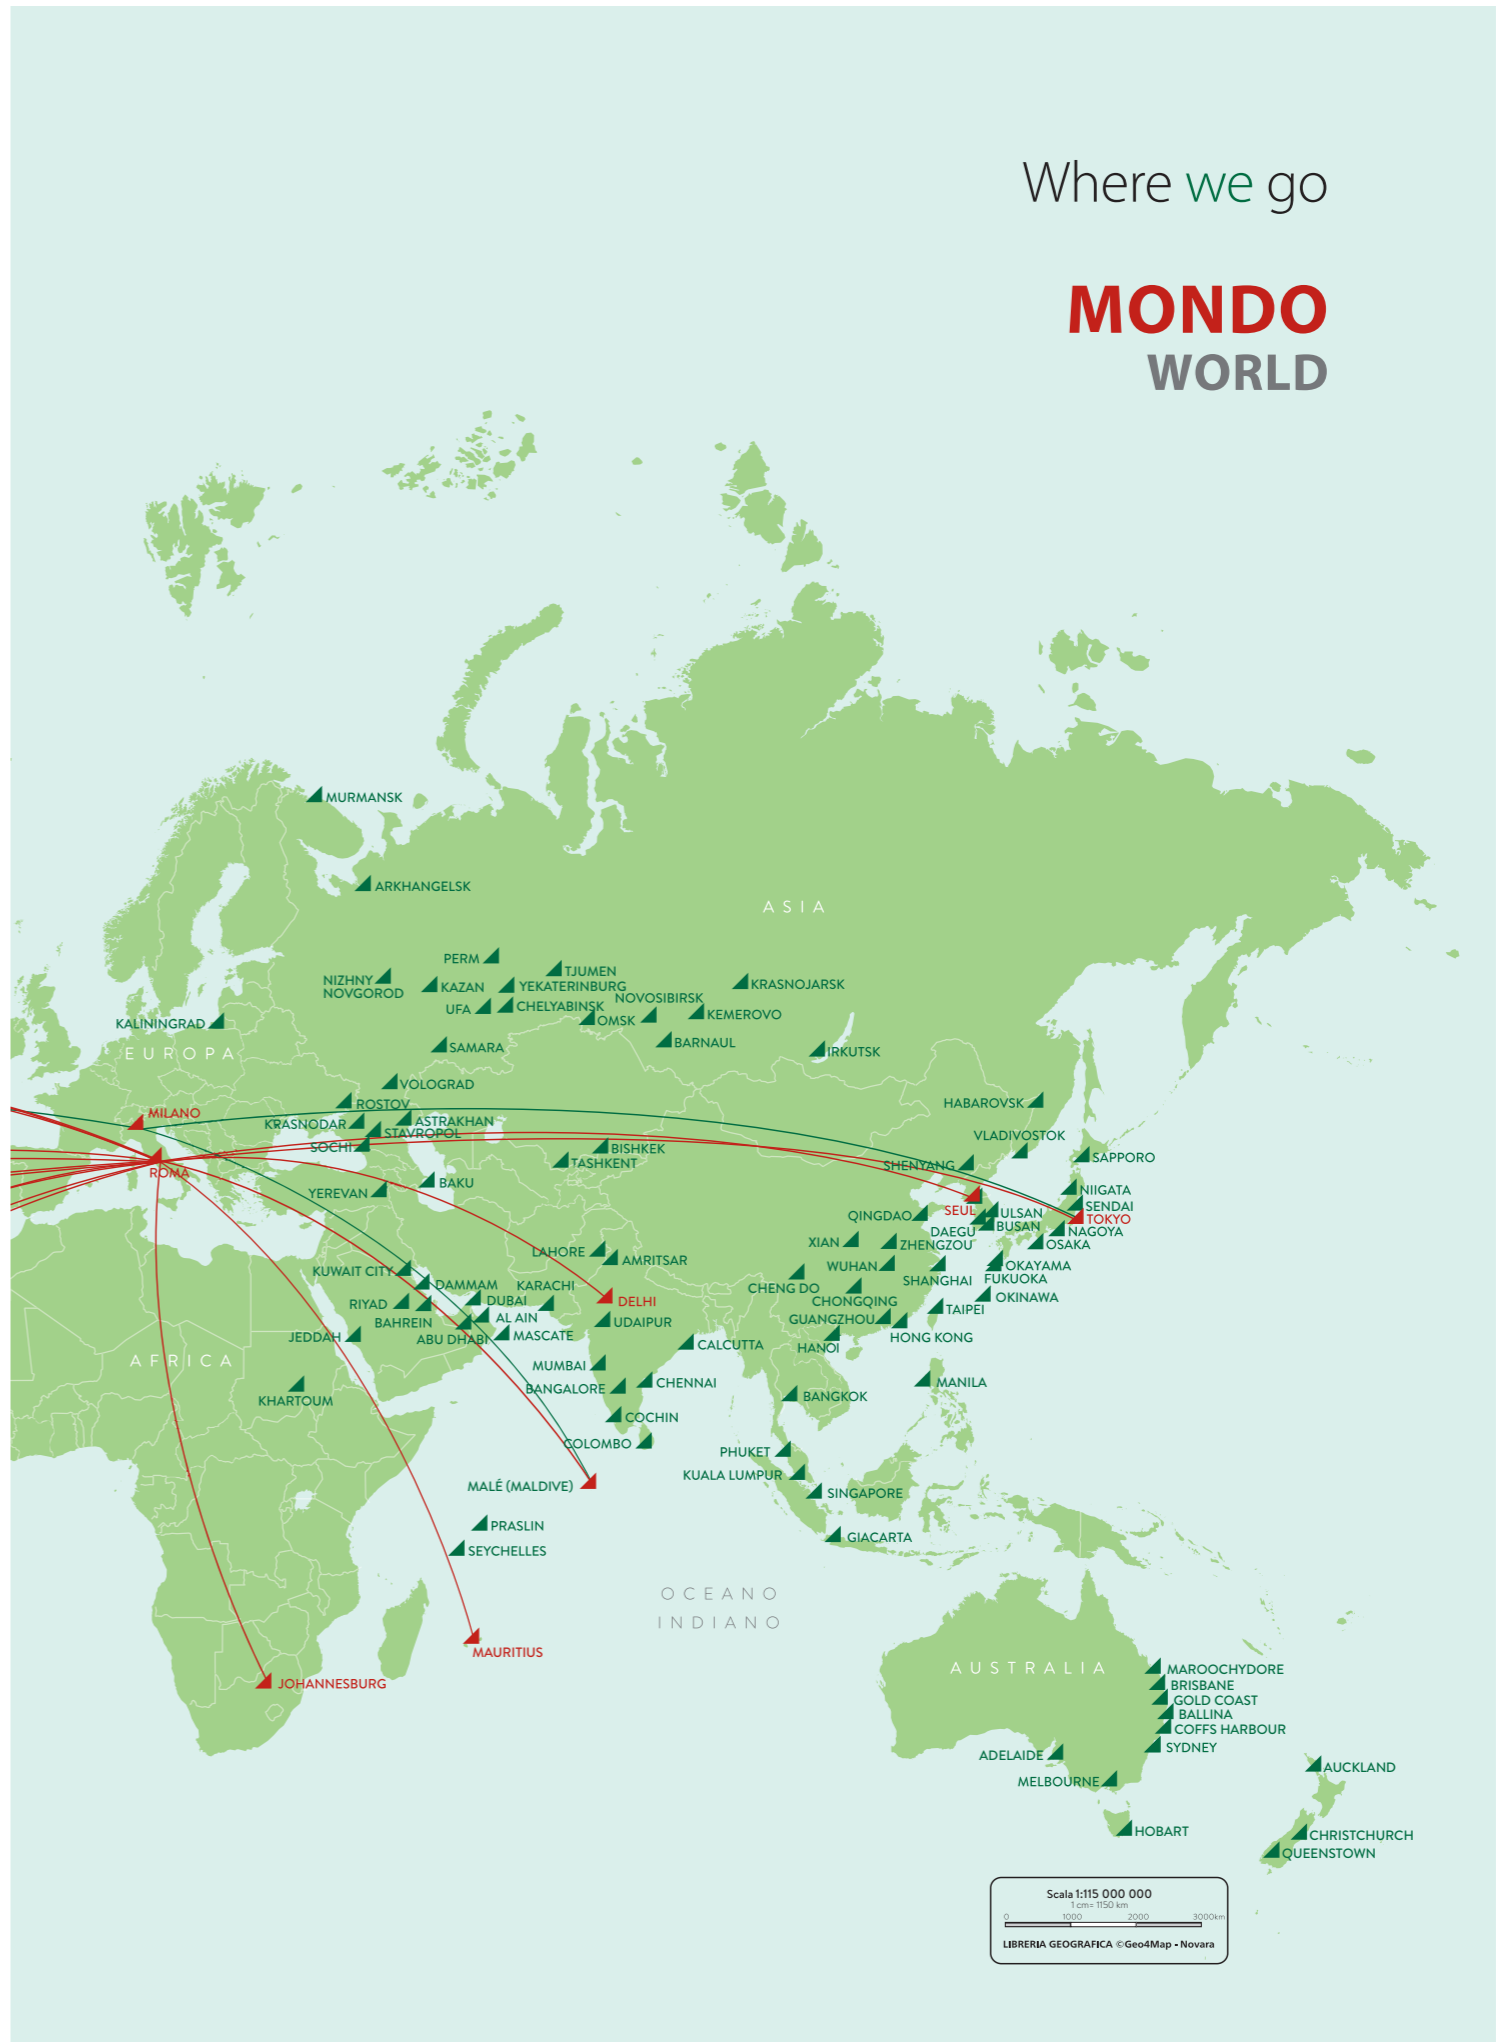 Where we go
MONDO
WORLD
MURMANSK
ARKHANGELSK
ASIA
PERM
TJUMEN
NIZHNY
NOVGOROD
KAZAN
YEKATERINBURG
KRASNOJARSK
NOVOSIBIRSK
UFA
CHELYABINSK
OMSK
KEMEROVO
KALININGRAD
BARNAUL
EUROPA
SAMARA
IRKUTSK
VOLOGRAD
ROSTOV
HABAROVSK
MILANO
KRASNODAR
ASTRAKHAN
STAVROPOL
VLADIVOSTOK
SOCHI
BISHKEK
SAPPORO
TASHKENT
SHENYANG
ROMA
BAKU
YEREVAN
NIIGATA
SENDAI
SEUL
ULSAN
TOKYO
QINGDAO
DAEGU
BUSAN
NAGOYA
XIAN
ZHENGZOU
OSAKA
LAHORE
AMRITSAR
WUHAN
OKAYAMA
KUWAIT CITY
SHANGHAI
FUKUOKA
DAMMAM
KARACHI
CHENG DO
OKINAWA
RIYAD
DUBAI
DELHI
CHONGQING
TAIPEI
BAHREIN
AL AIN
UDAIPUR
GUANGZHOU
JEDDAH
ABU DHABI
MASCATE
HONG KONG
CALCUTTA
HANOI
AFRICA
MUMBAI
KHARTOUM
BANGALORE
CHENNAI
MANILA
BANGKOK
COCHIN
COLOMBO
PHUKET
KUALA LUMPUR
MALÉ (MALDIVE)
SINGAPORE
PRASLIN
GIACARTA
SEYCHELLES
OCEANO
INDIANO
MAURITIUS
AUSTRALIA
MAROOCHYDORE
JOHANNESBURG
BRISBANE
GOLD COAST
BALLINA
COFFS HARBOUR
SYDNEY
ADELAIDE
AUCKLAND
MELBOURNE
HOBART
CHRISTCHURCH
QUEENSTOWN
Scala 1:115 000 000
1 cm= 1150 km
0 1000 2000 3000km
LIBRERIA GEOGRAFICA ©Geo4Map - Novara